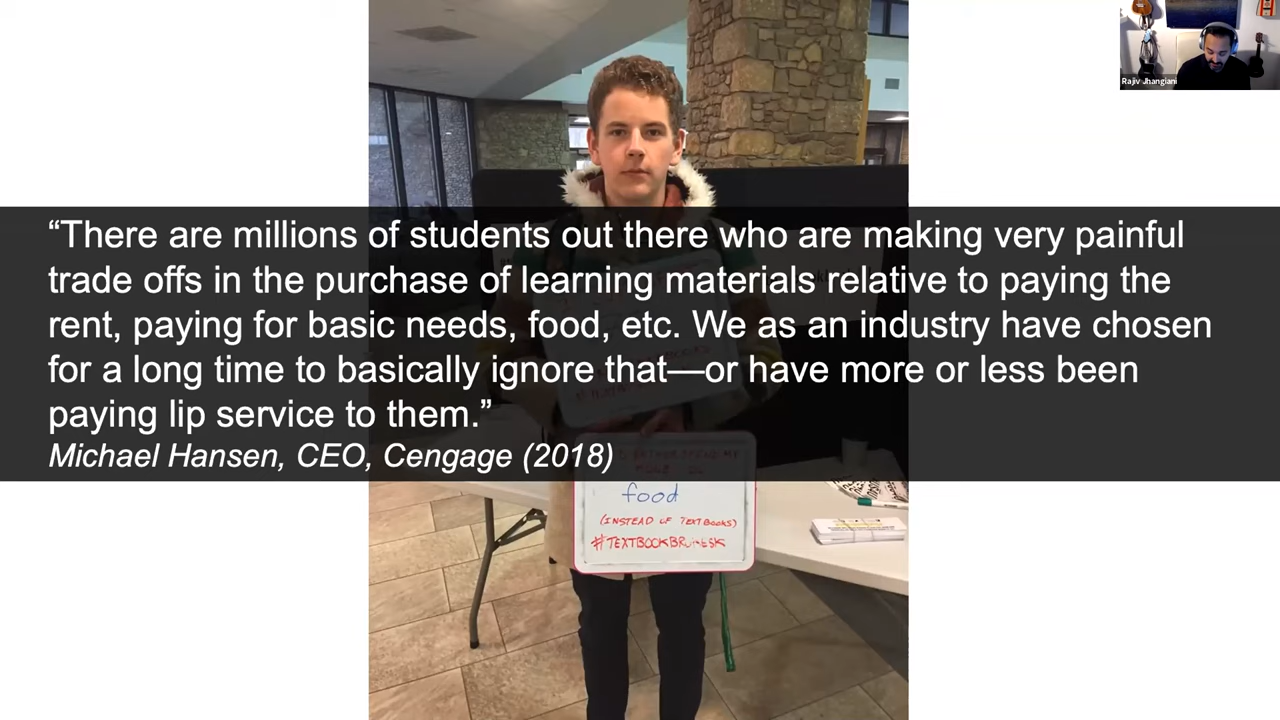 Rajiv Jhangiani
“There are millions of students out there who are making very painful
trade offs in the purchase of learning materials relative to paying the
rent, paying for basic needs, food, etc. We as an industry have chosen
for a long time to basically ignore that—or have more or less been
paying lip service to them.”
Michael Hansen, CEO, Cengage (2018)
food
(INSTEAD OF TEXTBOOKS)